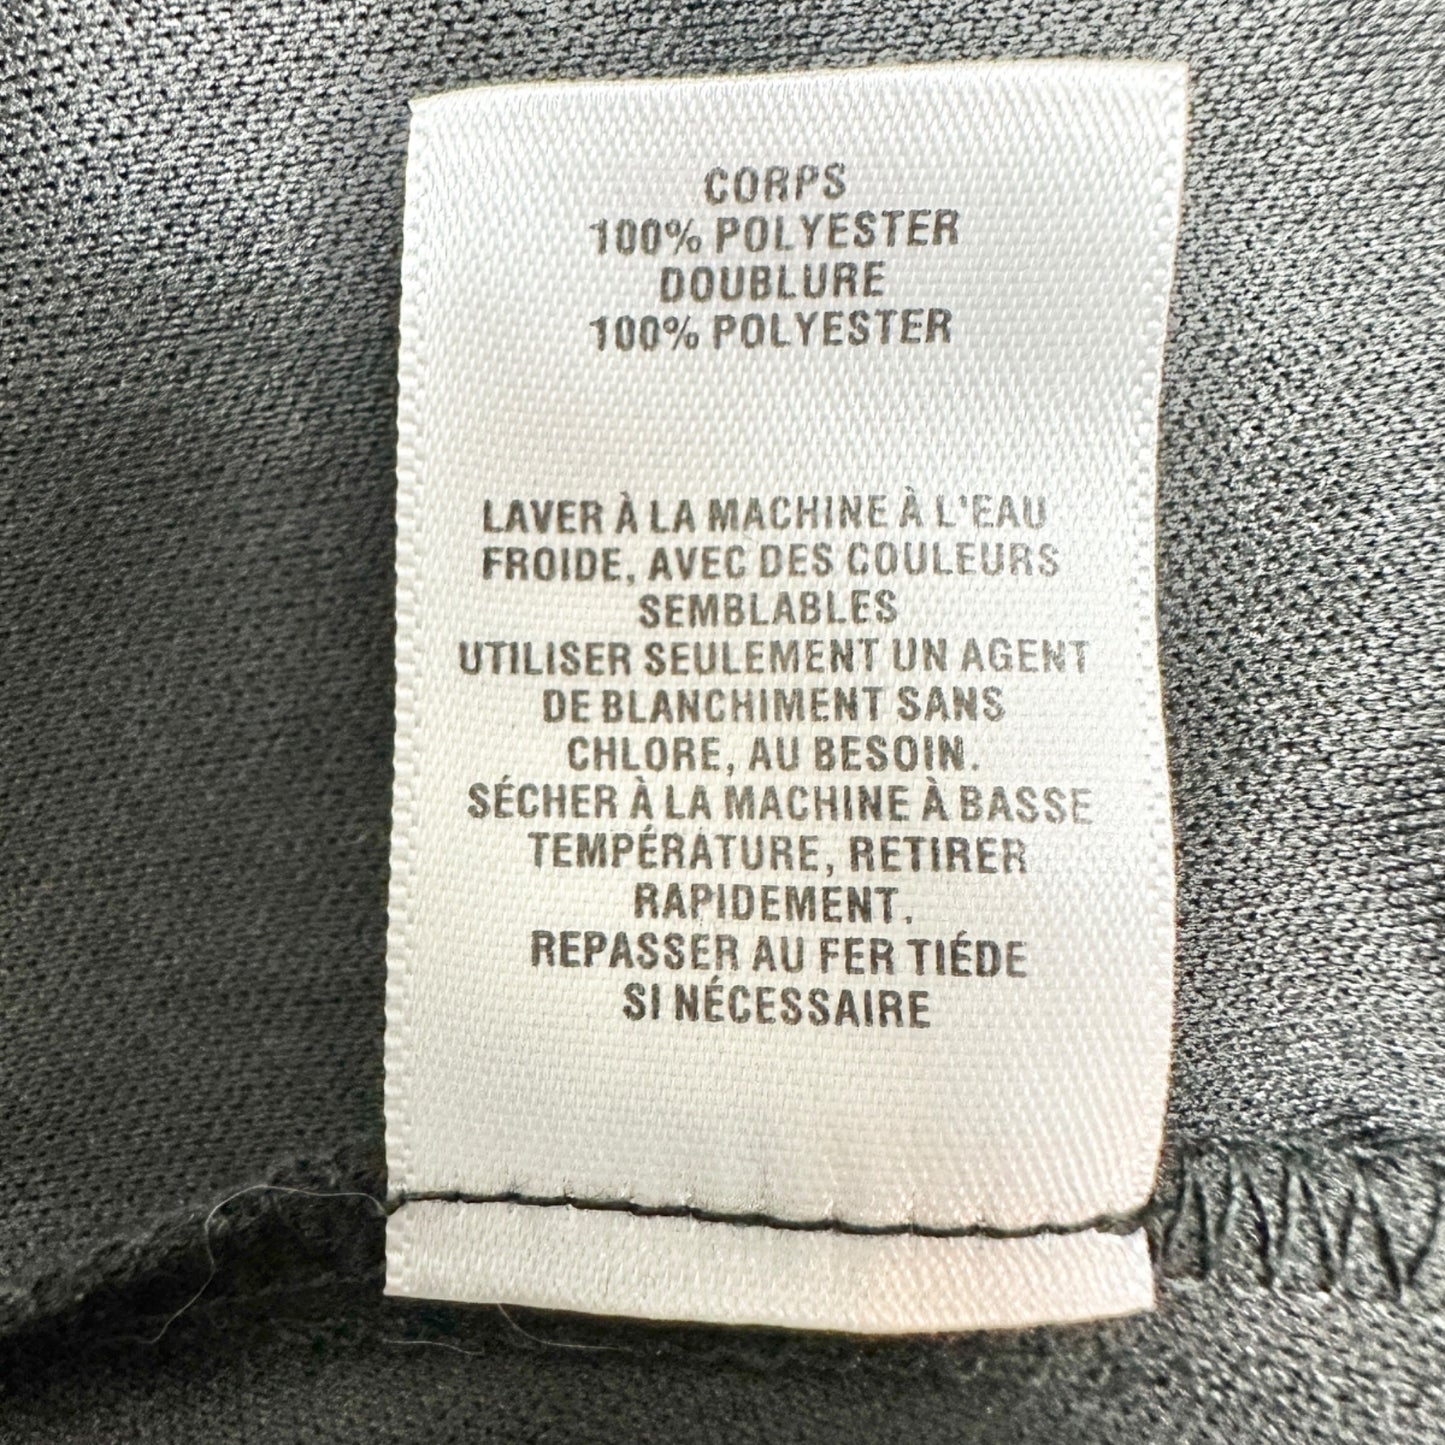 CORPS
100% POLYESTER
DOUBLURE
100% POLYESTER
LAVER À LA MACHINE À L'EAU
FROIDE, AVEC DES COULEURS
SEMBLABLES
UTILISER SEULEMENT UN AGENT
DE BLANCHIMENT SANS
CHLORE, AU BESOIN.
SÉCHER À LA MACHINE À BASSE
TEMPÉRATURE, RETIRER
RAPIDEMENT.
REPASSER AU FER TIÉDE
SI NÉCESSAIRE